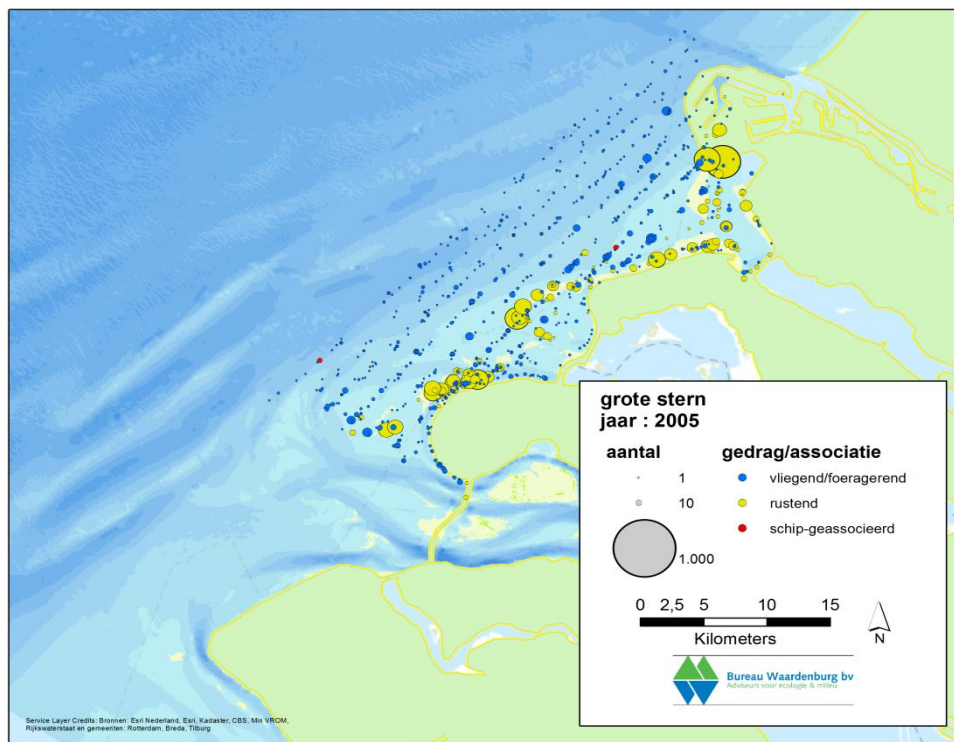 grote stern
jaar : 2005
aantal
gedrag/associatie
1
vliegend/foeragerend
10
rustend
schip-geassocieerd
1.000
0 2,5 5 10 15
Kilometers
N
Bureau Waardenburg bv
Adviseurs voor ecologie & milieu
Service Layer Credits: Bronnen: Esri Nederland, Esri, Kadaster, CBS, Min VROM,
Rijkswaterstaat en gemeenten: Rotterdam, Breda, Tilburg